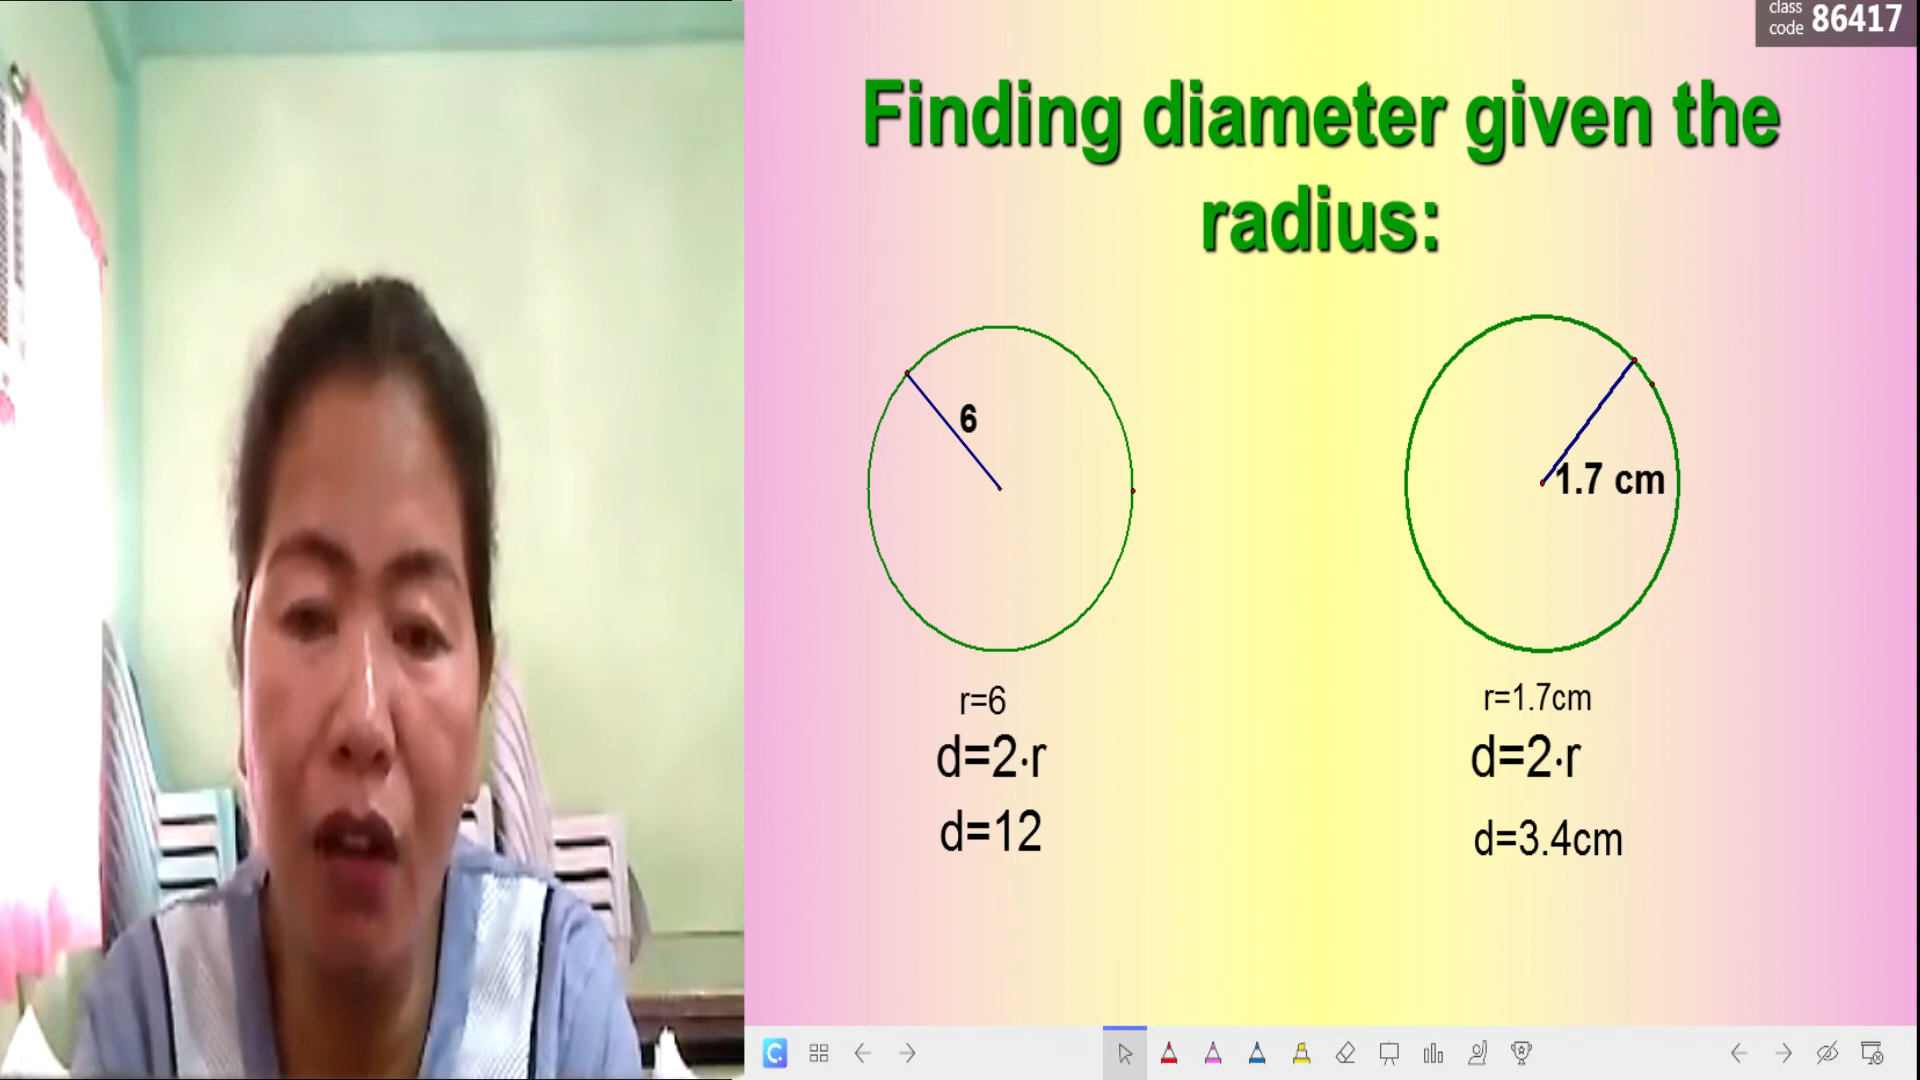 class
code 86417
Finding diameter given the
radius:
6
1.7 cm
r=6
d=2·r
d=12
r=1.7cm
d=2·r
d=3.4cm